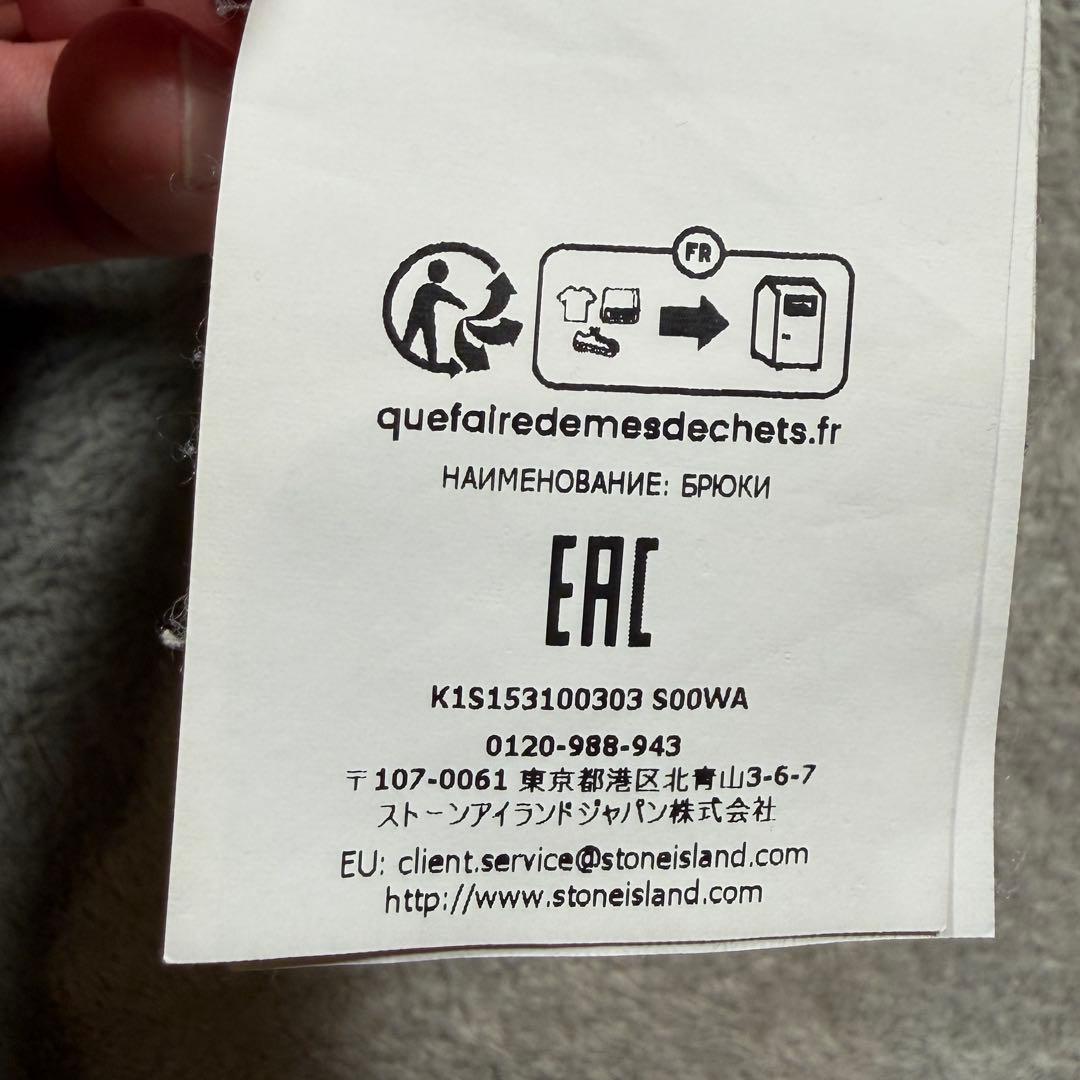 FR
quefairedemesdechets.fr
НАИМЕНОВАНИЕ: БРЮКИ
EAC
K1S153100303 S00WA
0120-988-943
〒107-0061 東京都港区北青山3-6-7
ストーンアイランドジャパン株式会社
EU: client.service@stoneisland.com
http://www.stoneisland.com